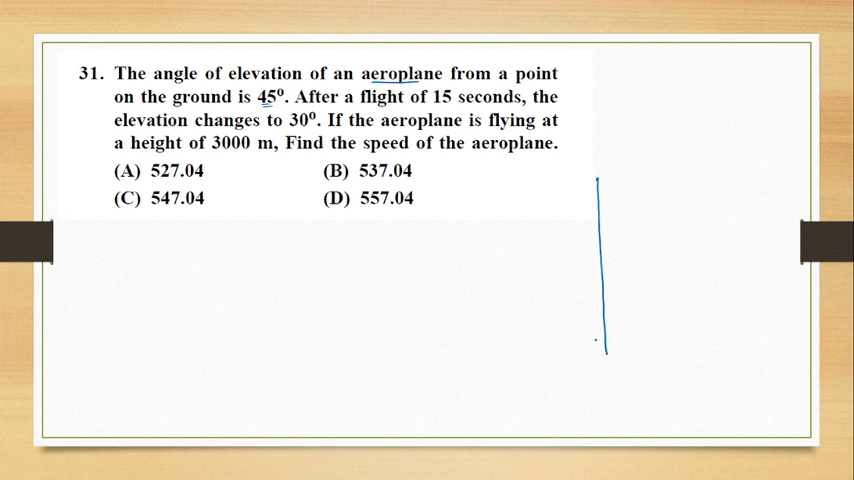 31. The angle of elevation of an aeroplane from a point
on the ground is 45⁰. After a flight of 15 seconds, the
elevation changes to 30⁰. If the aeroplane is flying at
a height of 3000 m, Find the speed of the aeroplane.
(A) 527.04 (B) 537.04
(C) 547.04 (D) 557.04